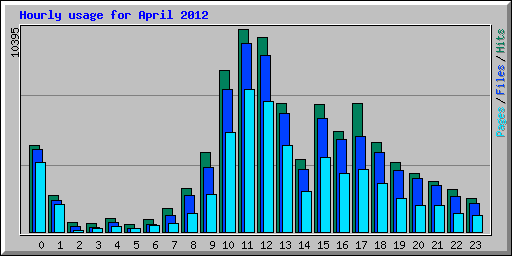 Hourly usage for April 2012
10395
Pages/Files/Hits
0 1 2 3 4 5 6 7 8 9 10 11 12 13 14 15 16 17 18 19 20 21 22 23